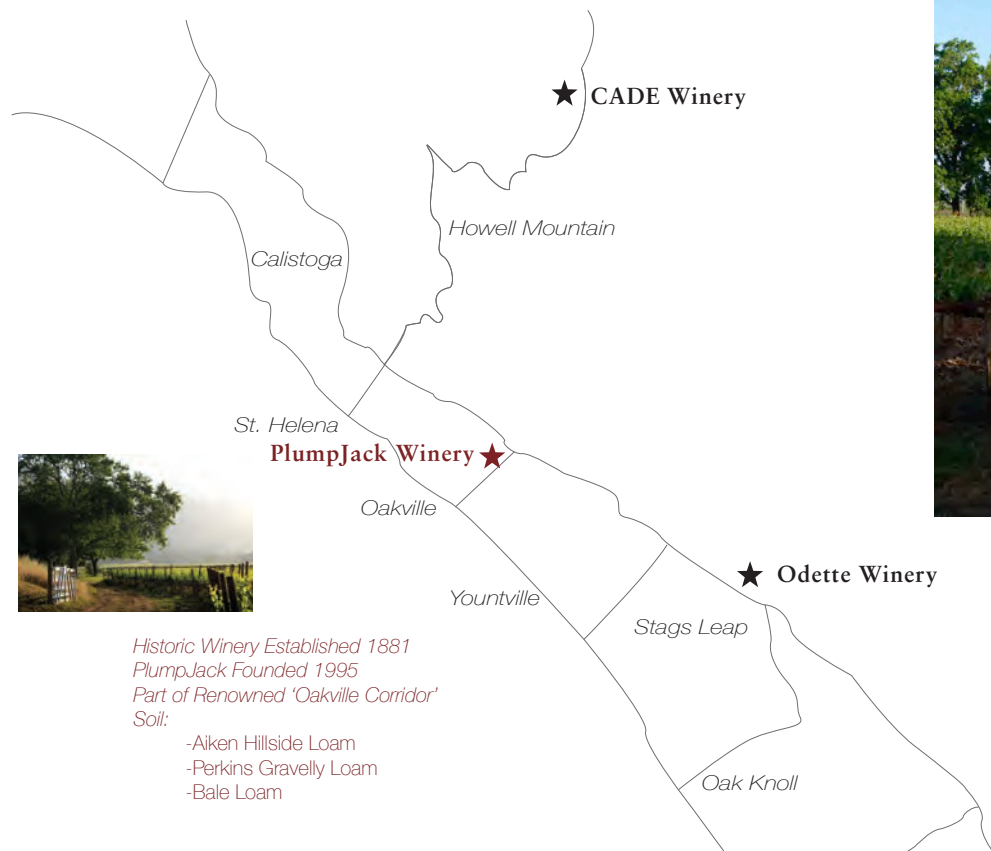 CADE Winery
Howell Mountain
Calistoga
St. Helena
PlumpJack Winery
Oakville
Odette Winery
Yountville
Stags Leap
Historic Winery Established 1881
PlumpJack Founded 1995
Part of Renowned ‘Oakville Corridor’
Soil:
-Aiken Hillside Loam
-Perkins Gravelly Loam
-Bale Loam
Oak Knoll